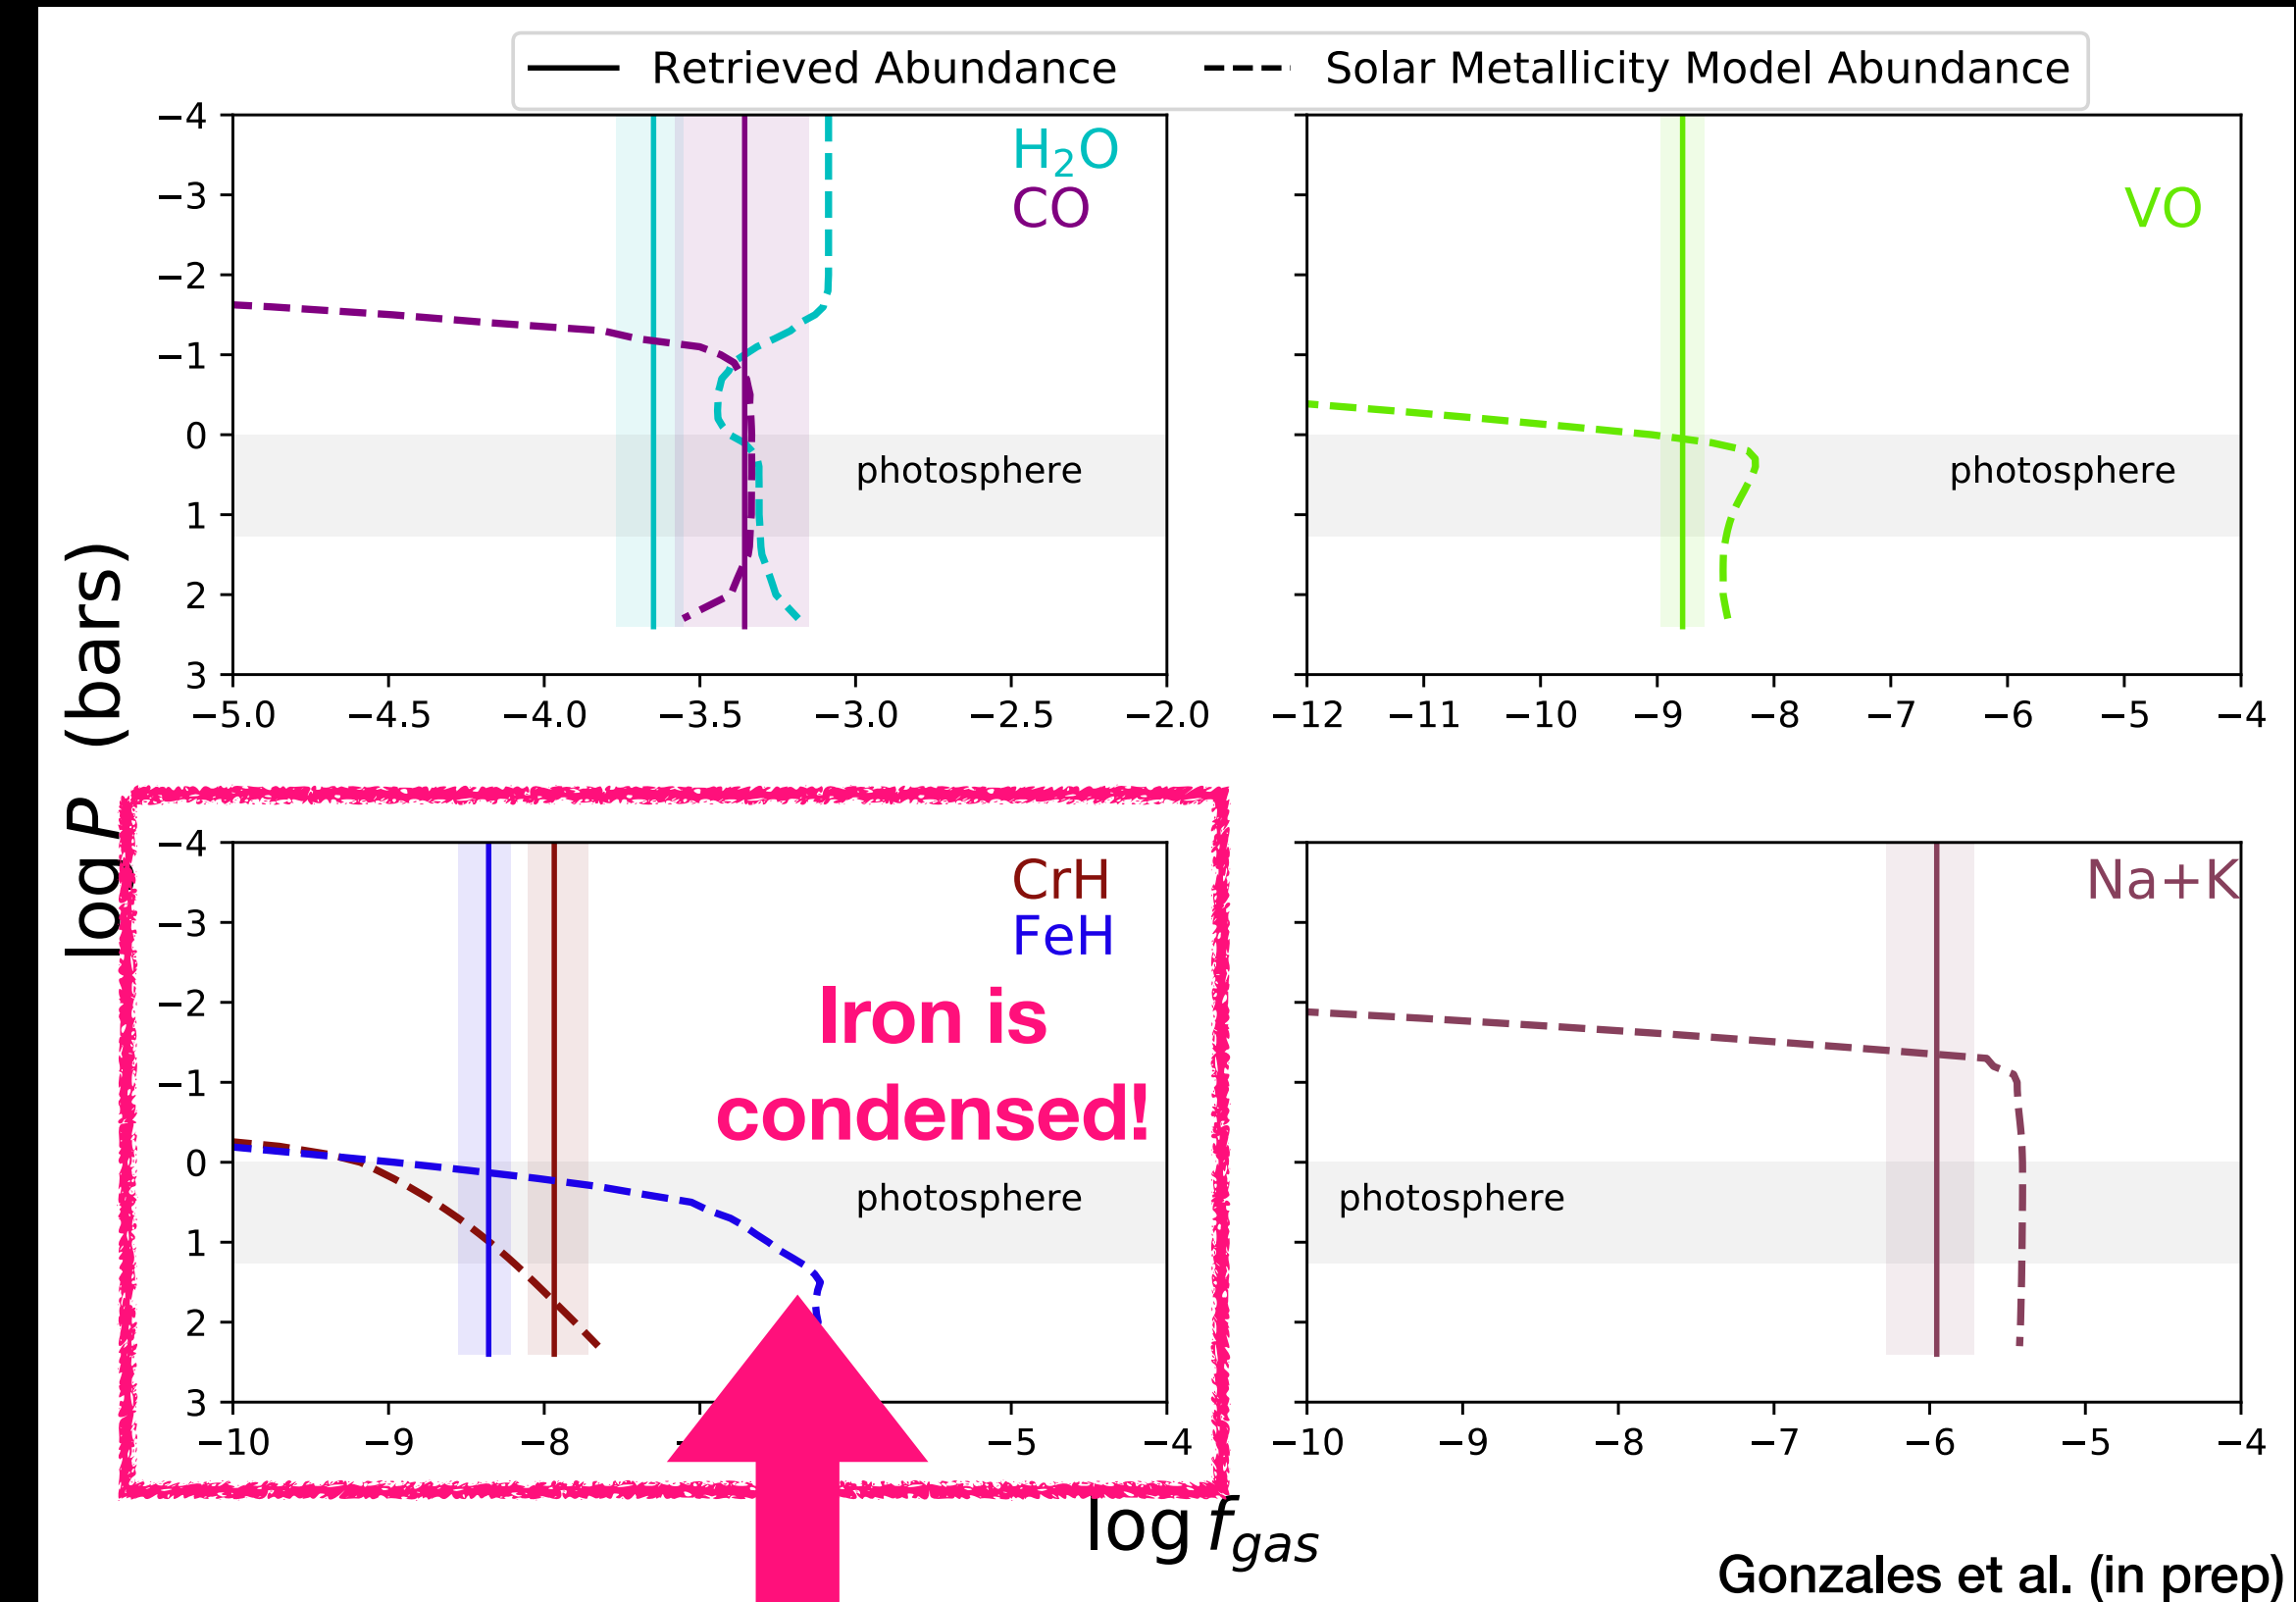 Retrieved Abundance Solar Metallicity Model Abundance
H₂O
CO
photosphere
−4
−3
−2
−1
0
1
2
3
−5.0 −4.5 −4.0 −3.5 −3.0 −2.5 −2.0
VO
photosphere
−12 −11 −10 −9 −8 −7 −6 −5 −4
log P (bars)
CrH
FeH
Iron is
condensed!
photosphere
−4
−3
−2
−1
0
1
2
3
−10 −9 −8 −5 −4
Na+K
photosphere
−10 −9 −8 −7 −6 −5 −4
log f_gas
Gonzales et al. (in prep)